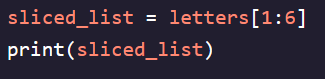 sliced_list = letters[1:6]
print(sliced_list)